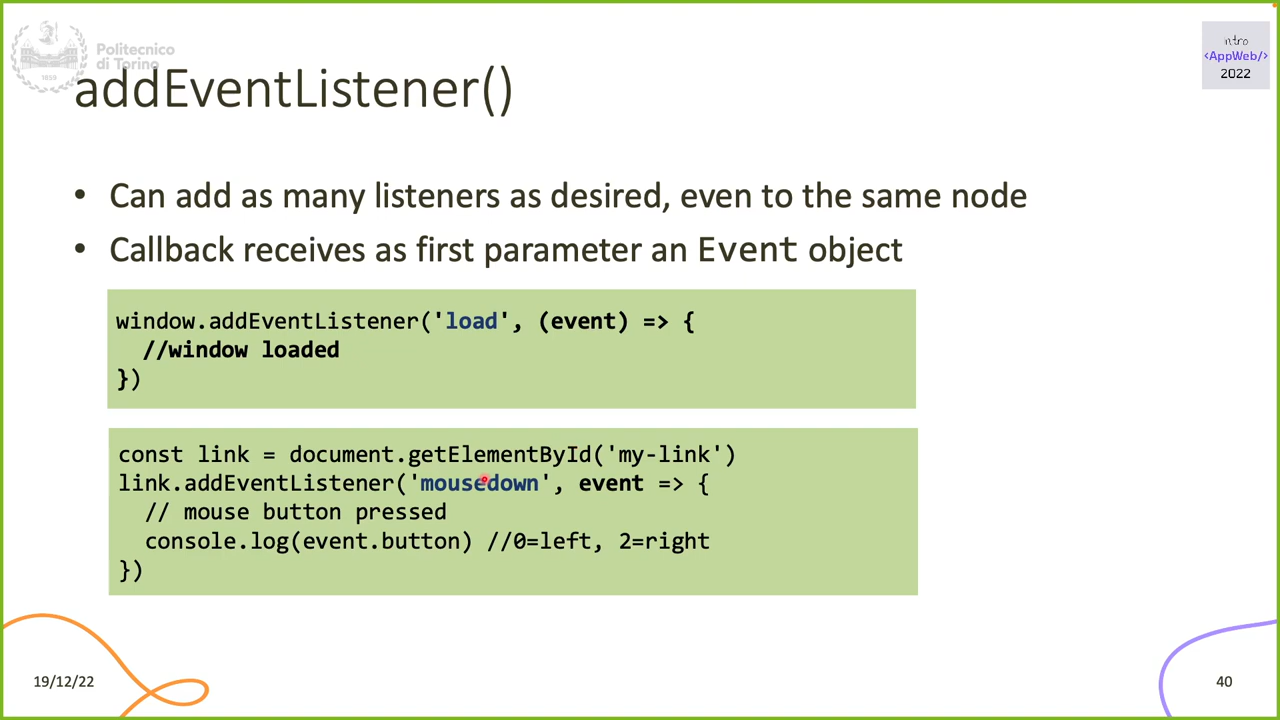 Politecnico
di Torino
1859
ntro
<AppWeb/>
2022
addEventListener()
• Can add as many listeners as desired, even to the same node
• Callback receives as first parameter an Event object
window.addEventListener('load', (event) => {
  //window loaded
})
const link = document.getElementById('my-link')
link.addEventListener('mousedown', event => {
  // mouse button pressed
  console.log(event.button) //0=left, 2=right
})
19/12/22
40